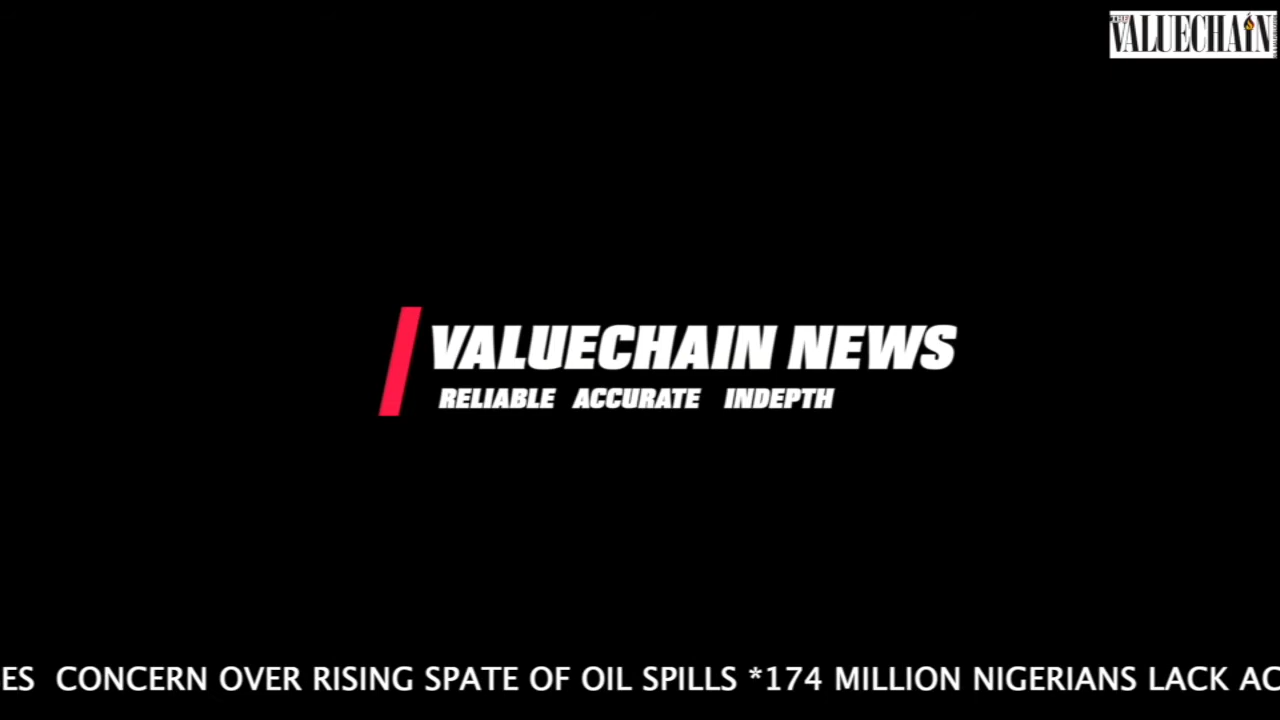 THE
VALUECHAIN
VALUECHAIN NEWS
RELIABLE ACCURATE INDEPTH
ES CONCERN OVER RISING SPATE OF OIL SPILLS *174 MILLION NIGERIANS LACK AC